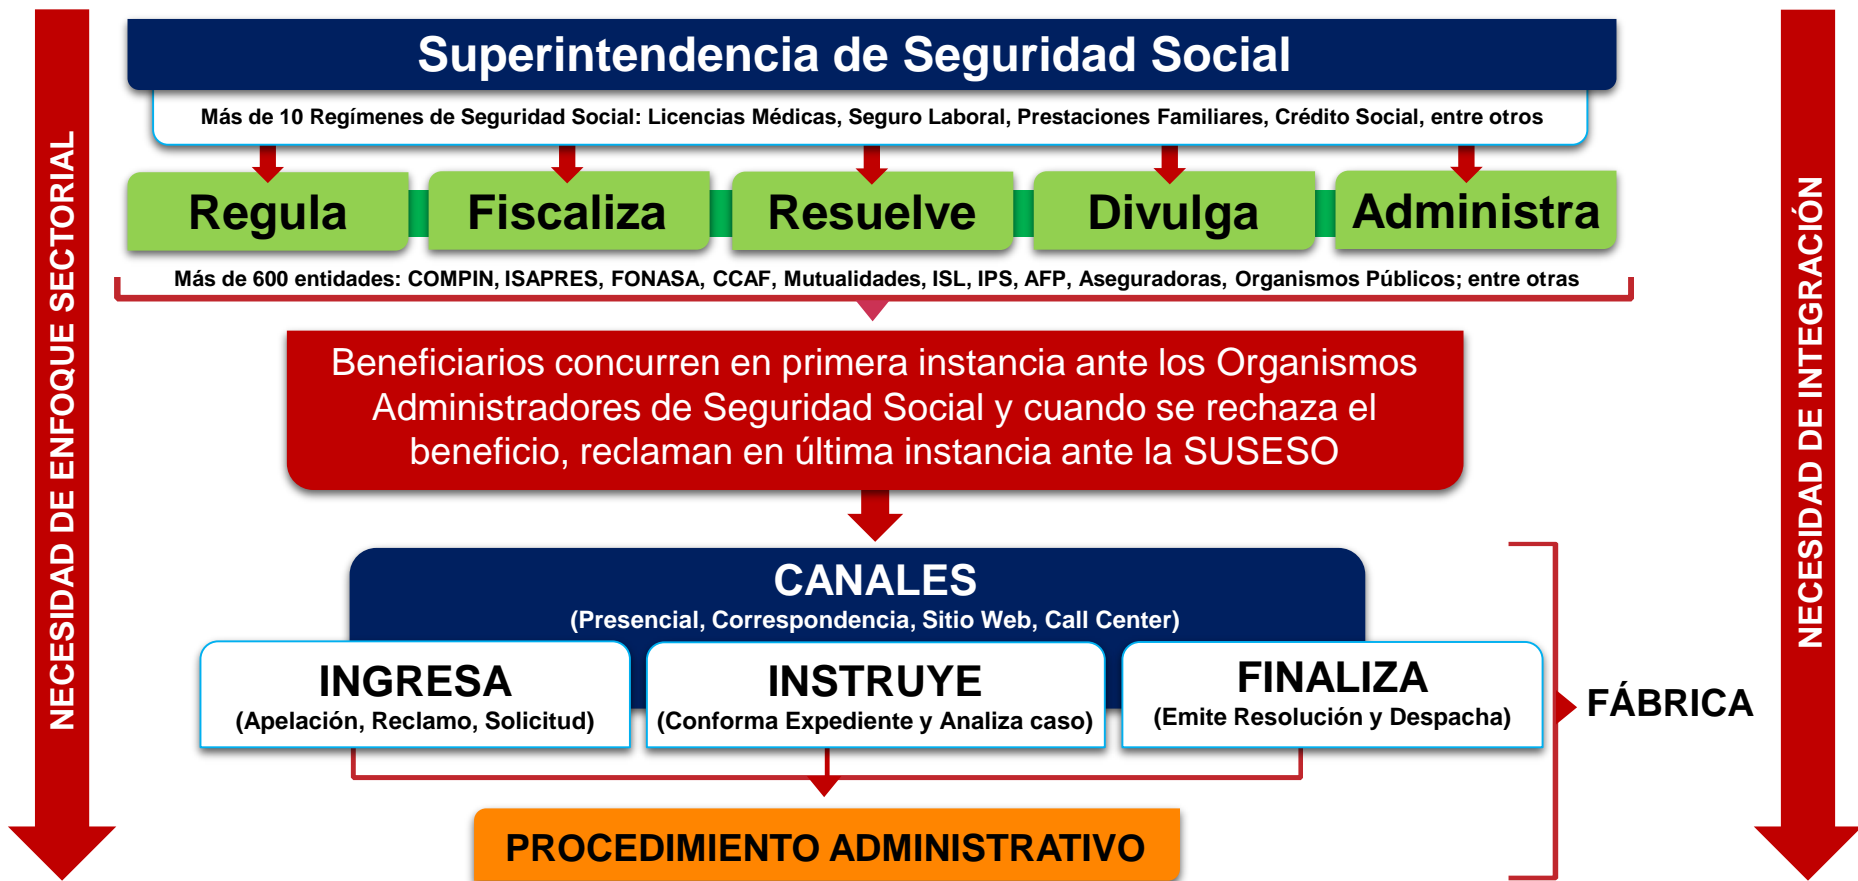 Superintendencia de Seguridad Social
Más de 10 Regímenes de Seguridad Social: Licencias Médicas, Seguro Laboral, Prestaciones Familiares, Crédito Social, entre otros
Regula
Fiscaliza
Resuelve
Divulga
Administra
Más de 600 entidades: COMPIN, ISAPRES, FONASA, CCAF, Mutualidades, ISL, IPS, AFP, Aseguradoras, Organismos Públicos; entre otras
NECESIDAD DE ENFOQUE SECTORIAL
NECESIDAD DE INTEGRACIÓN
Beneficiarios concurren en primera instancia ante los Organismos
Administradores de Seguridad Social y cuando se rechaza el
beneficio, reclaman en última instancia ante la SUSESO
CANALES
(Presencial, Correspondencia, Sitio Web, Call Center)
INGRESA
(Apelación, Reclamo, Solicitud)
INSTRUYE
(Conforma Expediente y Analiza caso)
FINALIZA
(Emite Resolución y Despacha)
FÁBRICA
PROCEDIMIENTO ADMINISTRATIVO